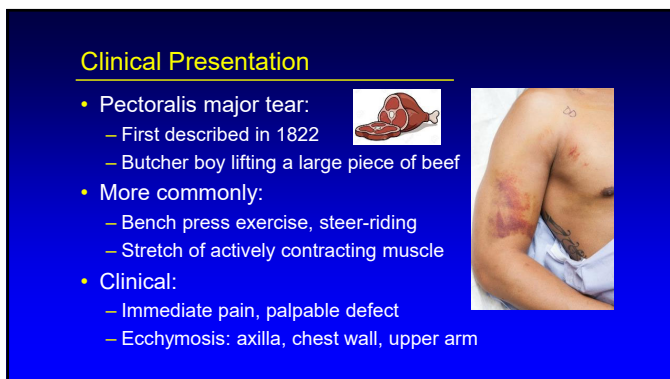 Clinical Presentation
• Pectoralis major tear:
– First described in 1822
– Butcher boy lifting a large piece of beef
• More commonly:
– Bench press exercise, steer-riding
– Stretch of actively contracting muscle
• Clinical:
– Immediate pain, palpable defect
– Ecchymosis: axilla, chest wall, upper arm